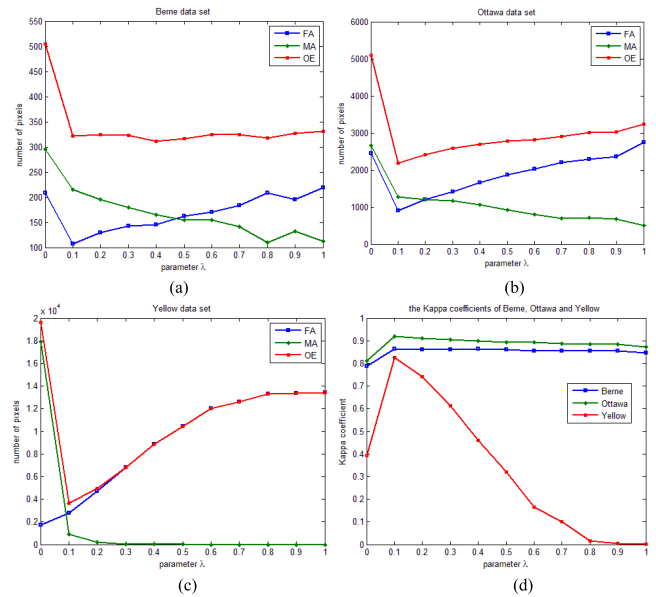 Berne data set
550
500
450
400
350
300
250
200
150
100
number of pixels
FA
MA
OE
0 0.1 0.2 0.3 0.4 0.5 0.6 0.7 0.8 0.9 1
parameter λ
(a)
Ottawa data set
6000
5000
4000
3000
2000
1000
0
number of pixels
FA
MA
OE
0 0.1 0.2 0.3 0.4 0.5 0.6 0.7 0.8 0.9 1
parameter λ
(b)
x 10⁴
Yellow data set
2
1.8
1.6
1.4
1.2
1
0.8
0.6
0.4
0.2
0
number of pixels
FA
MA
OE
0 0.1 0.2 0.3 0.4 0.5 0.6 0.7 0.8 0.9 1
parameter λ
(c)
the Kappa coefficients of Berne, Ottawa and Yellow
1
0.9
0.8
0.7
0.6
0.5
0.4
0.3
0.2
0.1
0
Kappa coefficient
Berne
Ottawa
Yellow
0 0.1 0.2 0.3 0.4 0.5 0.6 0.7 0.8 0.9 1
parameter λ
(d)